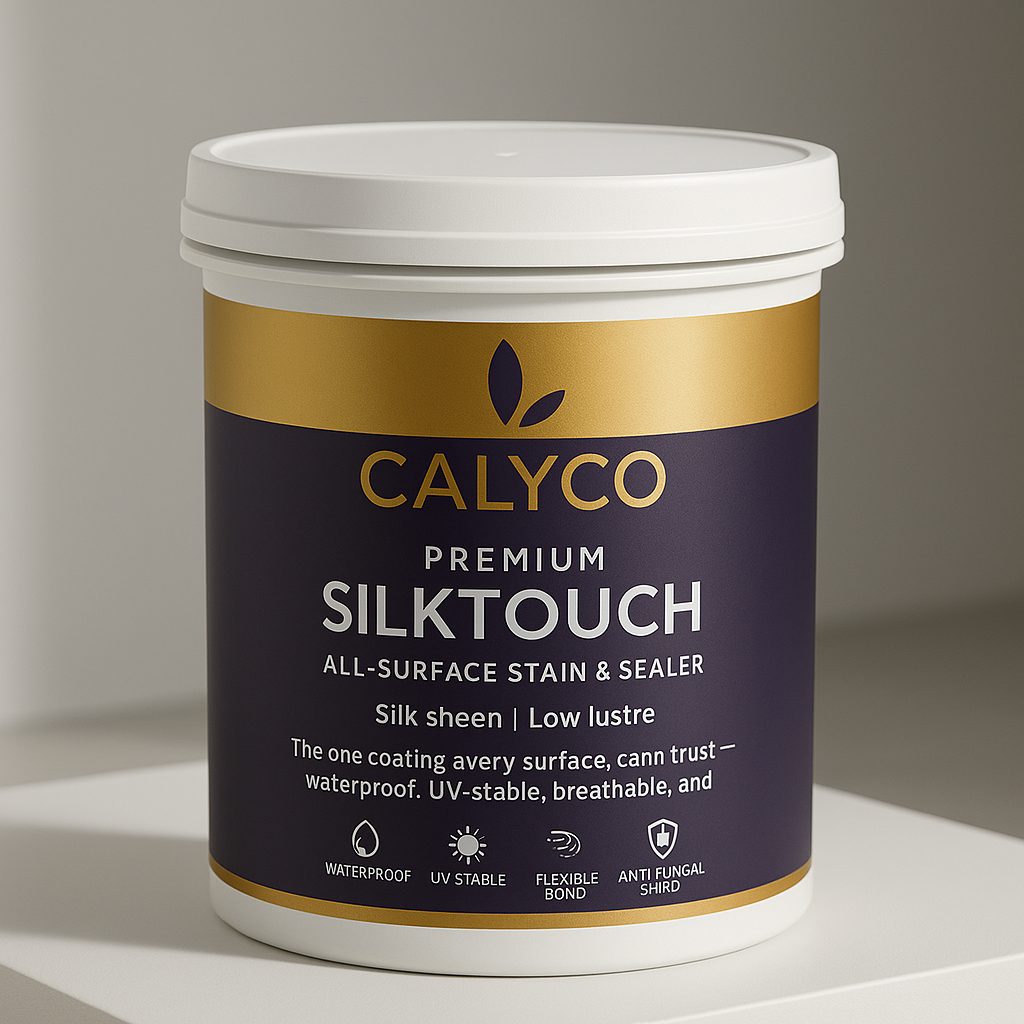 CALYCO
PREMIUM
SILKTOUCH
ALL-SURFACE STAIN & SEALER
Silk sheen | Low lustre
The one coating avery surface, cann trust—
waterproof. UV-stable, breathable, and
WATERPROOF
UV STABLE
FLEXIBLE
BOND
ANTI FUNGAL
SHIRD